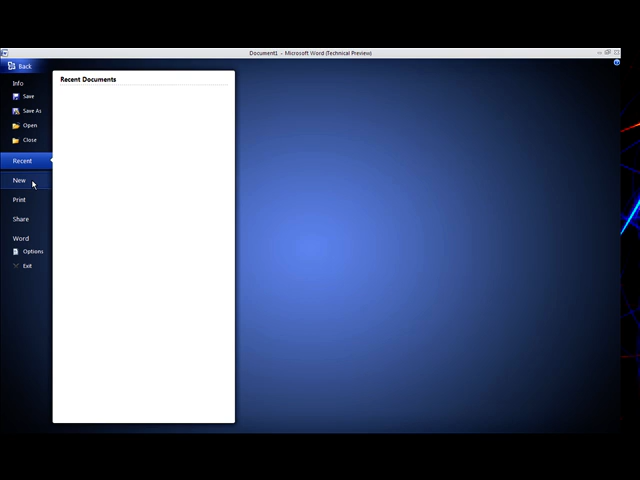 Document1 - Microsoft Word (Technical Preview)
Back
Info
Save
Save As
Open
Close
Recent
New
Print
Share
Word
Options
Exit
Recent Documents